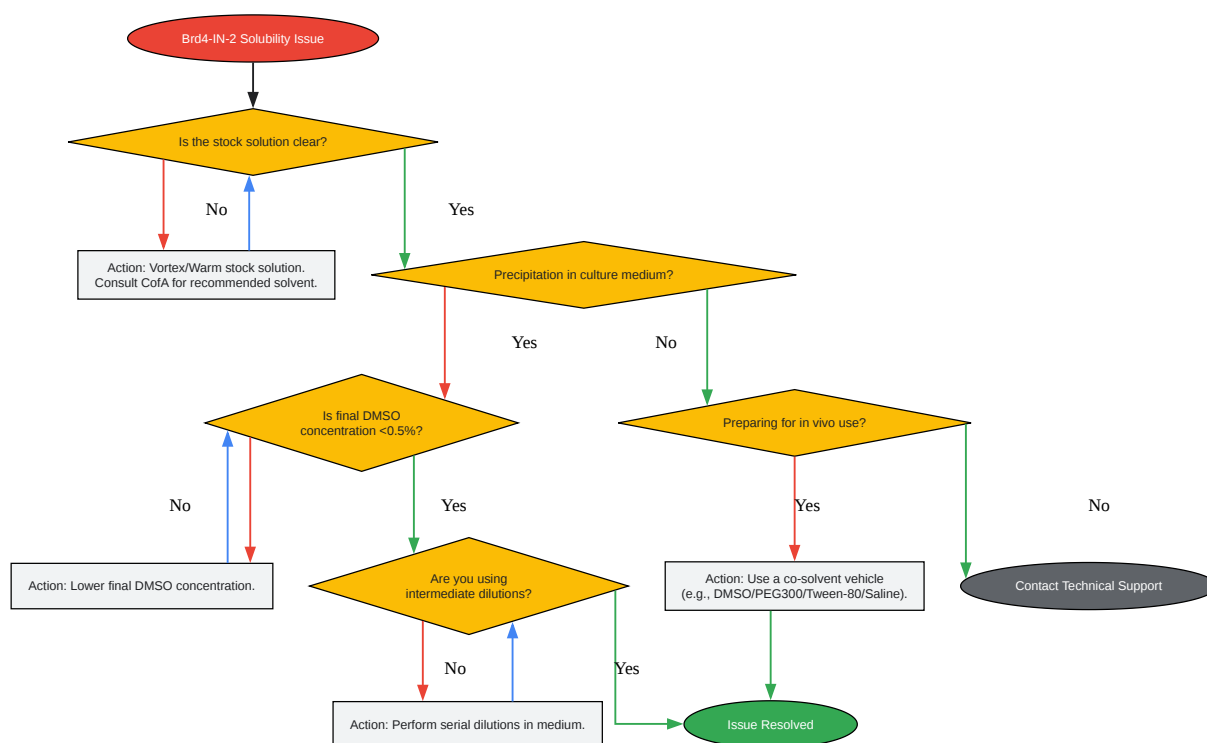 Brd4-IN-2 Solubility Issue
Is the stock solution clear?
No
Yes
Action: Vortex/Warm stock solution.
Consult CofA for recommended solvent.
Precipitation in culture medium?
Yes
No
Is final DMSO
concentration <0.5%?
Preparing for in vivo use?
No
Yes
Yes
No
Action: Lower final DMSO concentration.
Are you using
intermediate dilutions?
Action: Use a co-solvent vehicle
(e.g., DMSO/PEG300/Tween-80/Saline).
Contact Technical Support
No
Yes
Action: Perform serial dilutions in medium.
Issue Resolved